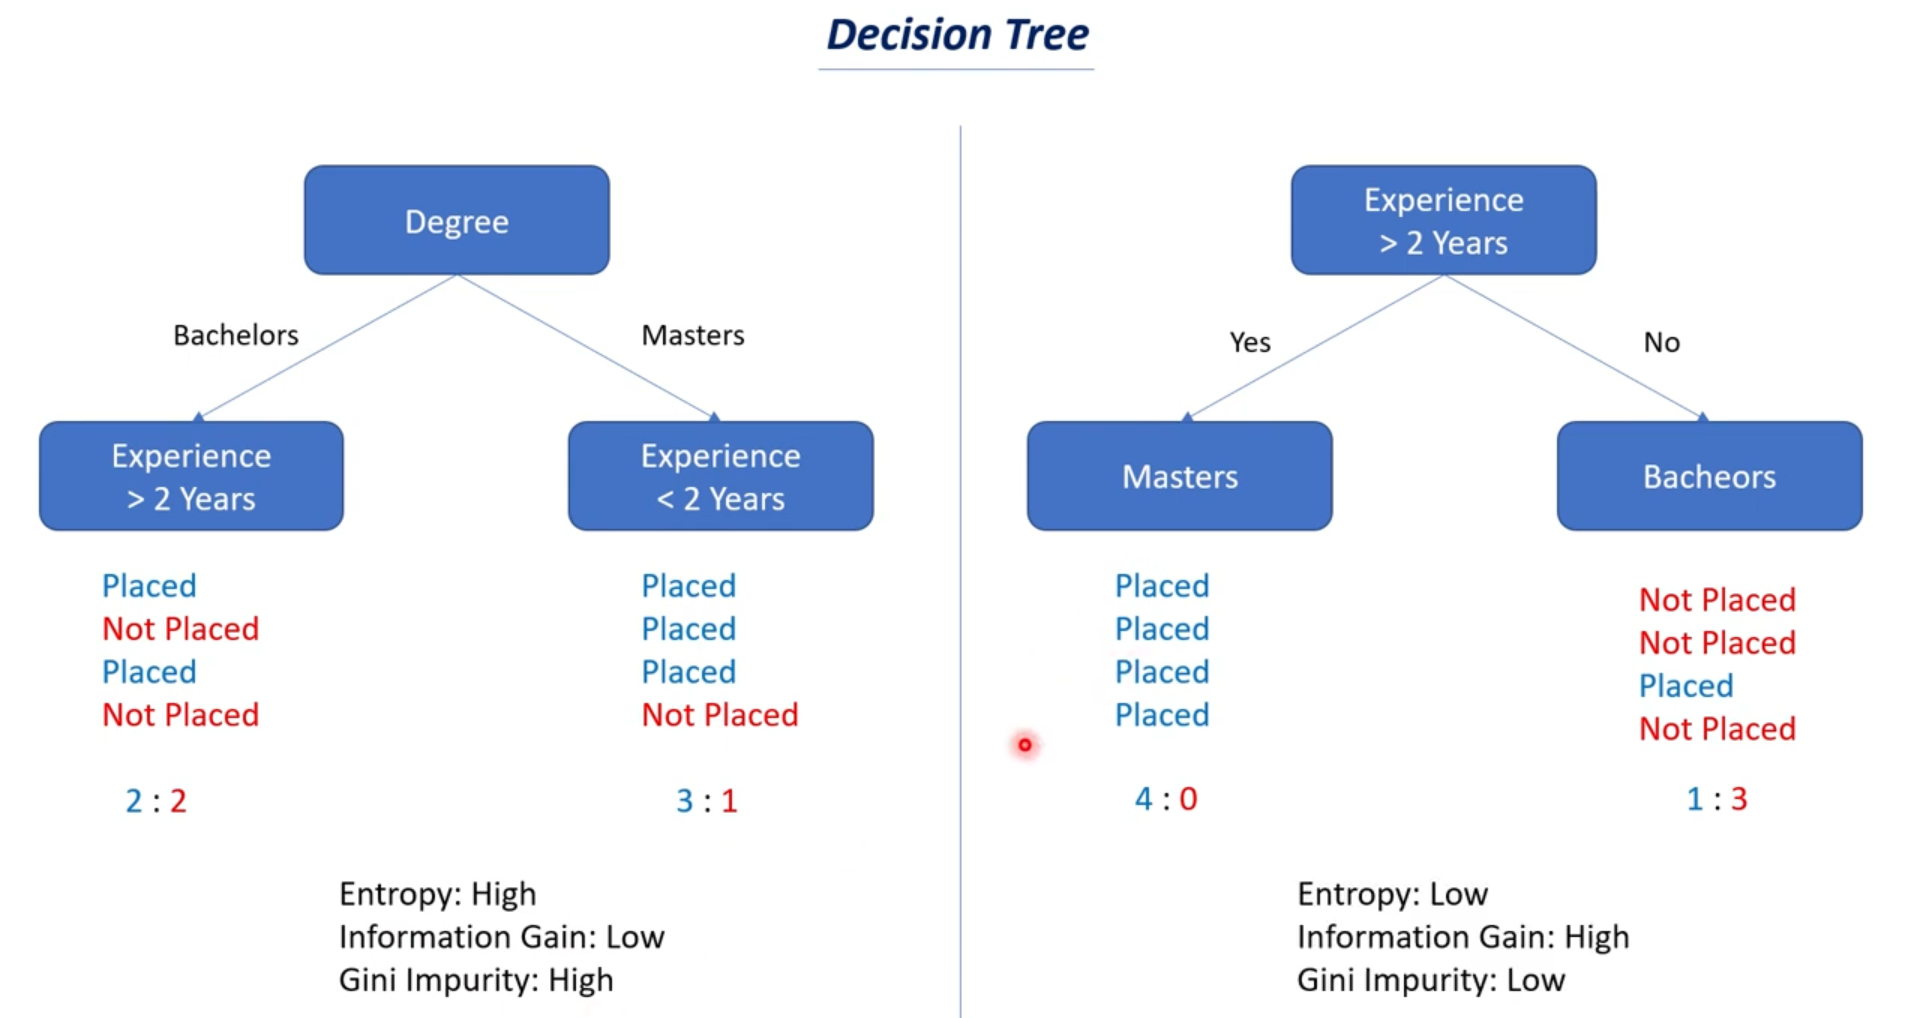 Decision Tree
Degree
Bachelors
Masters
Experience
> 2 Years
Experience
< 2 Years
Placed
Not Placed
Placed
Not Placed
2 : 2
Placed
Placed
Placed
Not Placed
3 : 1
Entropy: High
Information Gain: Low
Gini Impurity: High
Experience
> 2 Years
Yes
No
Masters
Bacheors
Placed
Placed
Placed
Placed
4 : 0
Not Placed
Not Placed
Placed
Not Placed
1 : 3
Entropy: Low
Information Gain: High
Gini Impurity: Low